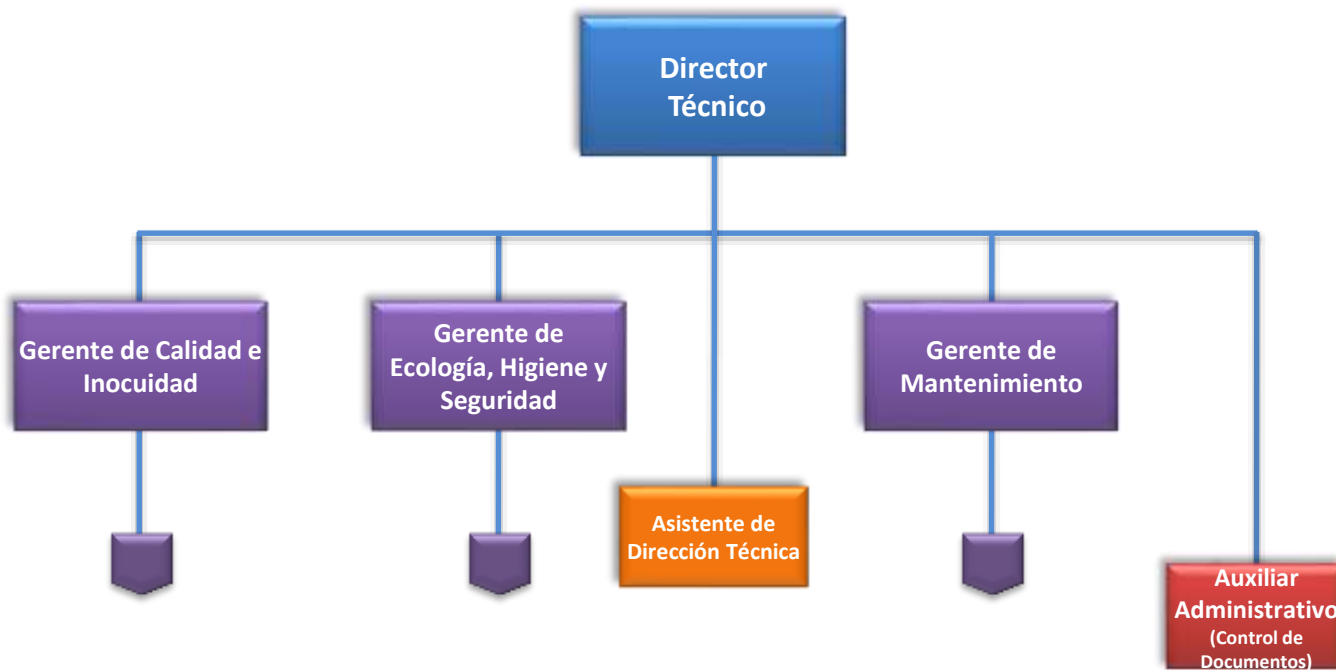 Director
Técnico
Gerente de Calidad e
Inocuidad
Gerente de
Ecología, Higiene y
Seguridad
Gerente de
Mantenimiento
Asistente de
Dirección Técnica
Auxiliar
Administrativo
(Control de
Documentos)